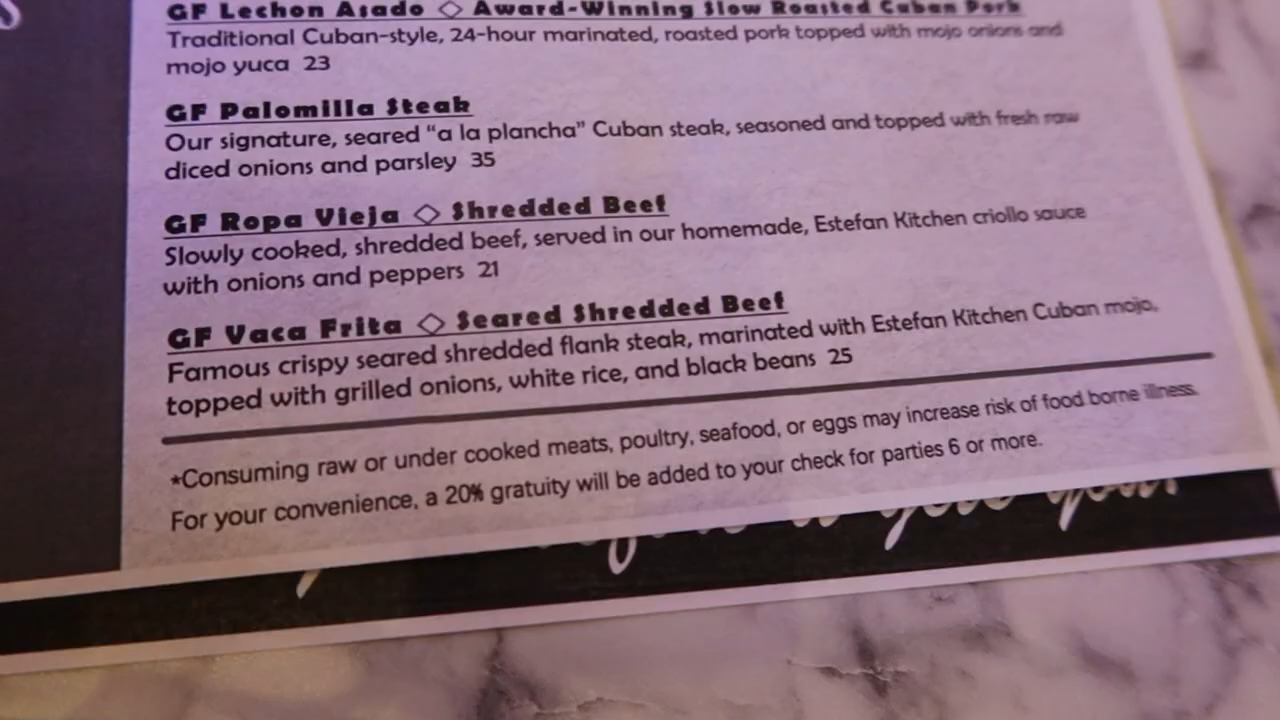 GF Lechon Asado ◇ Award-Winning Slow Roasted Cuban Pork
Traditional Cuban-style, 24-hour marinated, roasted pork topped with mojo onions and
mojo yuca 23
GF Palomilla Steak
Our signature, seared “a la plancha” Cuban steak, seasoned and topped with fresh raw
diced onions and parsley 35
GF Ropa Vieja ◇ Shredded Beef
Slowly cooked, shredded beef, served in our homemade, Estefan Kitchen criollo sauce
with onions and peppers 21
GF Vaca Frita ◇ Seared Shredded Beef
Famous crispy seared shredded flank steak, marinated with Estefan Kitchen Cuban mojo,
topped with grilled onions, white rice, and black beans 25
*Consuming raw or under cooked meats, poultry, seafood, or eggs may increase risk of food borne illness.
For your convenience, a 20% gratuity will be added to your check for parties 6 or more.